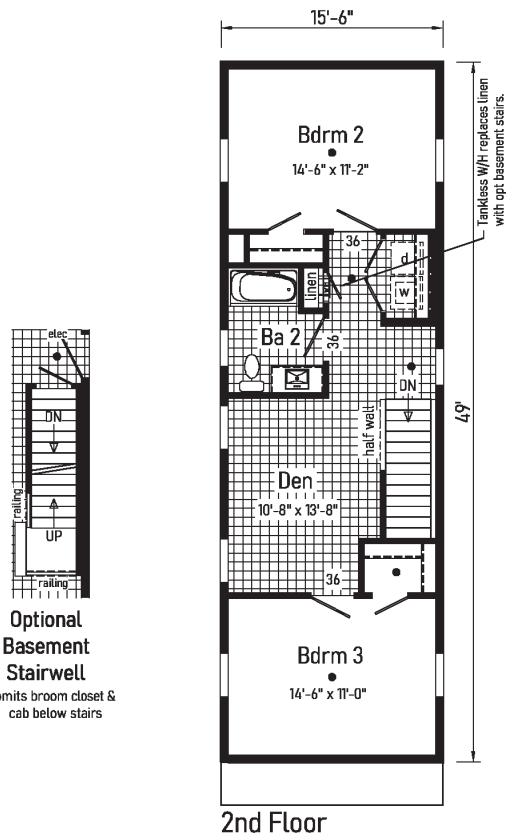 15'-6"
Bdrm 2
14'-6" x 11'-2"
Tankless W/H replaces linen
with opt basement stairs.
36
d
linen
w
Ba 2
36
elec
DN
DN
49'
half wall
Den
10'-8" x 13'-8"
railing
UP
railing
36
Optional
Basement
Stairwell
omits broom closet &
cab below stairs
Bdrm 3
14'-6" x 11'-0"
2nd Floor